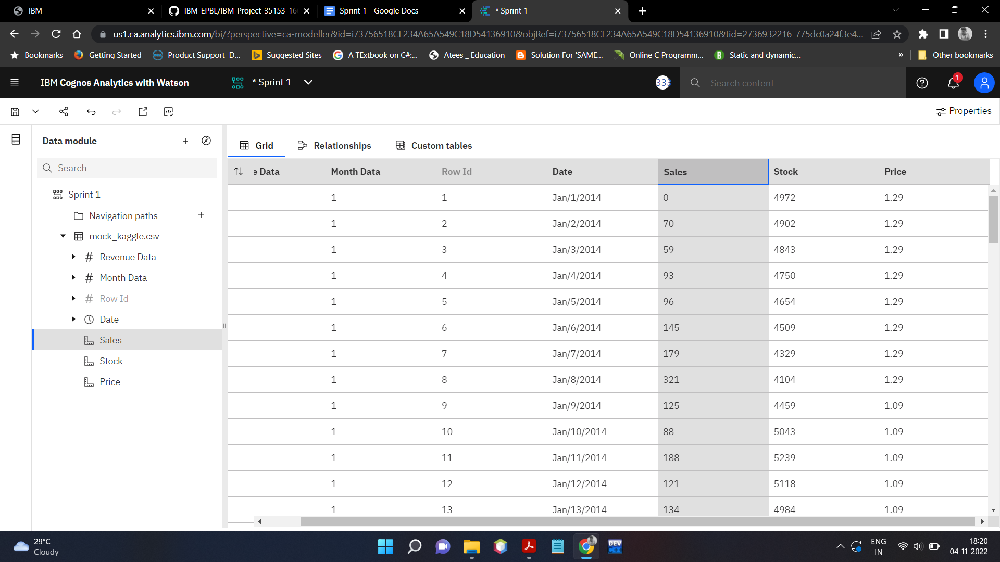 IBM
IBM-EPBL/IBM-Project-35153-16
Sprint 1 - Google Docs
* Sprint 1
us1.ca.analytics.ibm.com/bi/?perspective=ca-modeller&id=i73756518CF234A65A549C18D54136910&objRef=i73756518CF234A65A549C18D54136910&tid=2736932216_775dc0a24f3e4...
Bookmarks Getting Started Product Support D... Suggested Sites A TExtbook on C#:... Atees _ Education Solution For 'SAME... Online C Programm... Static and dynamic... » Other bookmarks
IBM Cognos Analytics with Watson * Sprint 1 333 Search content 1
Properties
Data module
Search
Sprint 1
Navigation paths
mock_kaggle.csv
Revenue Data
Month Data
Row Id
Date
Sales
Stock
Price
Grid Relationships Custom tables
e Data Month Data Row Id Date Sales Stock Price
1 1 Jan/1/2014 0 4972 1.29
1 2 Jan/2/2014 70 4902 1.29
1 3 Jan/3/2014 59 4843 1.29
1 4 Jan/4/2014 93 4750 1.29
1 5 Jan/5/2014 96 4654 1.29
1 6 Jan/6/2014 145 4509 1.29
1 7 Jan/7/2014 179 4329 1.29
1 8 Jan/8/2014 321 4104 1.29
1 9 Jan/9/2014 125 4459 1.09
1 10 Jan/10/2014 88 5043 1.09
1 11 Jan/11/2014 188 5239 1.09
1 12 Jan/12/2014 121 5118 1.09
1 13 Jan/13/2014 134 4984 1.09
29°C
Cloudy
DEV
ENG
IN
18:20
04-11-2022